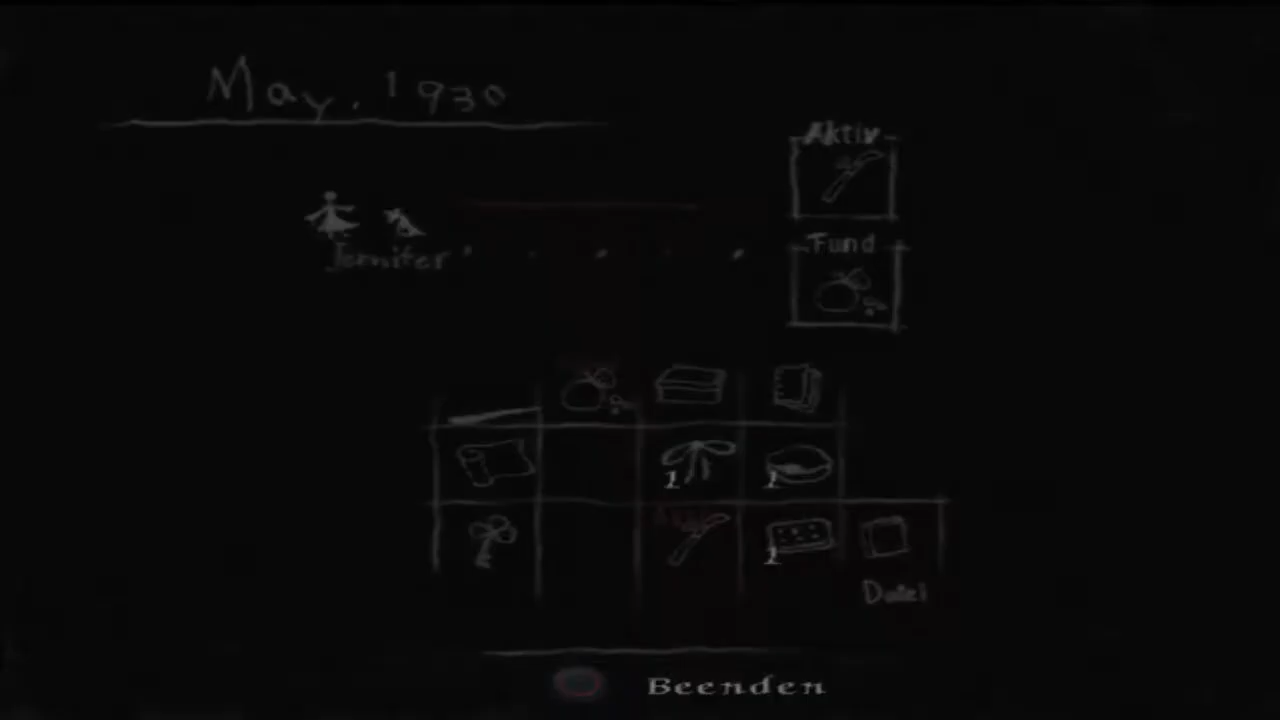 May, 1930
Aktiv
Jennifer
Fund
1 1
1
Datei
Beenden